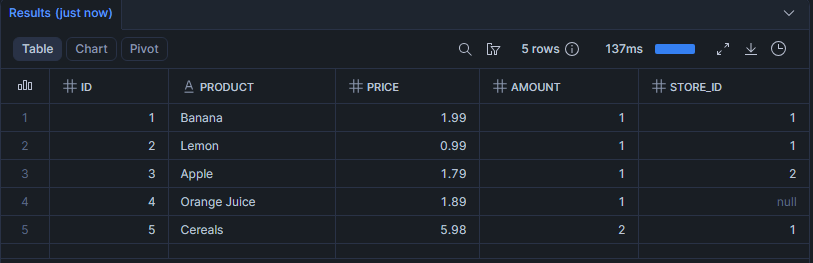 Results (just now)
Table Chart Pivot 5 rows 137ms
ID PRODUCT PRICE AMOUNT STORE_ID
1 1 Banana 1.99 1 1
2 2 Lemon 0.99 1 1
3 3 Apple 1.79 1 2
4 4 Orange Juice 1.89 1 null
5 5 Cereals 5.98 2 1